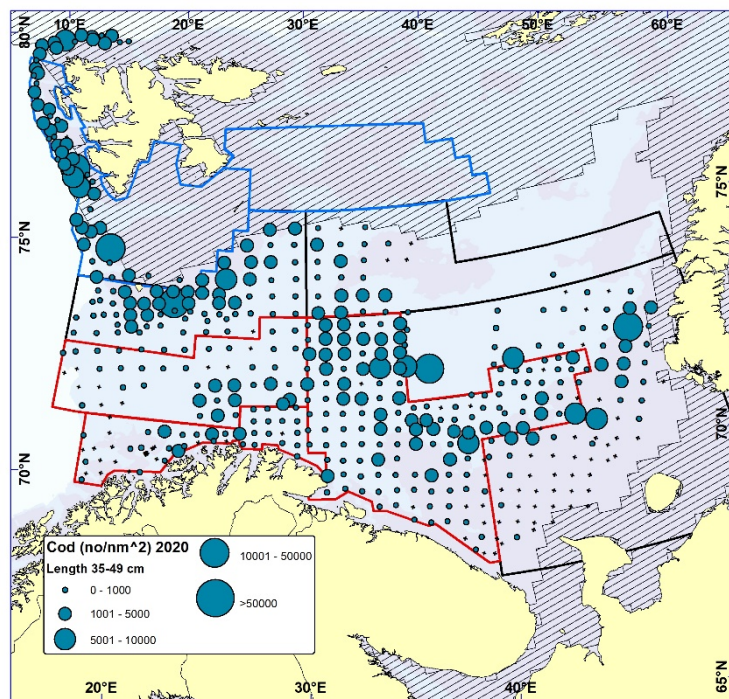 10°E 20°E 30°E 40°E 50°E 60°E
80°N
75°N
75°N
70°N
70°N
Cod (no/nm^2) 2020
Length 35-49 cm
0 - 1000
1001 - 5000
5001 - 10000
10001 - 50000
>50000
20°E 30°E 40°E
65°N